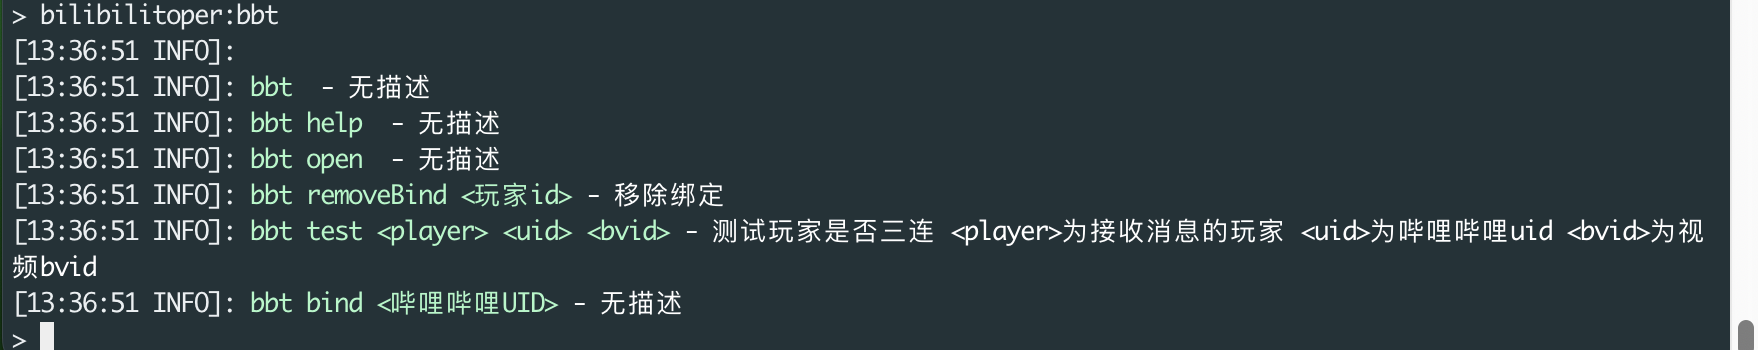 > bilibilitoper:bbt
[13:36:51 INFO]:
[13:36:51 INFO]: bbt  - 无描述
[13:36:51 INFO]: bbt help  - 无描述
[13:36:51 INFO]: bbt open  - 无描述
[13:36:51 INFO]: bbt removeBind <玩家id> - 移除绑定
[13:36:51 INFO]: bbt test <player> <uid> <bvid> - 测试玩家是否三连 <player>为接收消息的玩家 <uid>为哔哩哔哩uid <bvid>为视
频bvid
[13:36:51 INFO]: bbt bind <哔哩哔哩UID> - 无描述
>